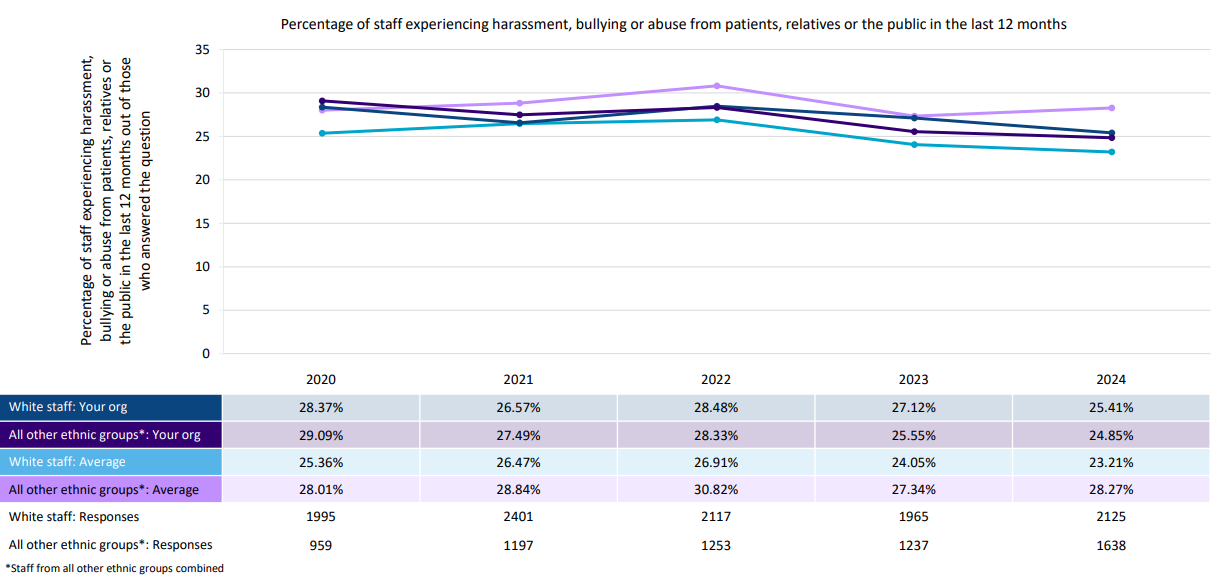 Percentage of staff experiencing harassment, bullying or abuse from patients, relatives or the public in the last 12 months
Percentage of staff experiencing harassment,
bullying or abuse from patients, relatives or
the public in the last 12 months out of those
who answered the question
35
30
25
20
15
10
5
0
2020 2021 2022 2023 2024
White staff: Your org 28.37% 26.57% 28.48% 27.12% 25.41%
All other ethnic groups*: Your org 29.09% 27.49% 28.33% 25.55% 24.85%
White staff: Average 25.36% 26.47% 26.91% 24.05% 23.21%
All other ethnic groups*: Average 28.01% 28.84% 30.82% 27.34% 28.27%
White staff: Responses 1995 2401 2117 1965 2125
All other ethnic groups*: Responses 959 1197 1253 1237 1638
*Staff from all other ethnic groups combined